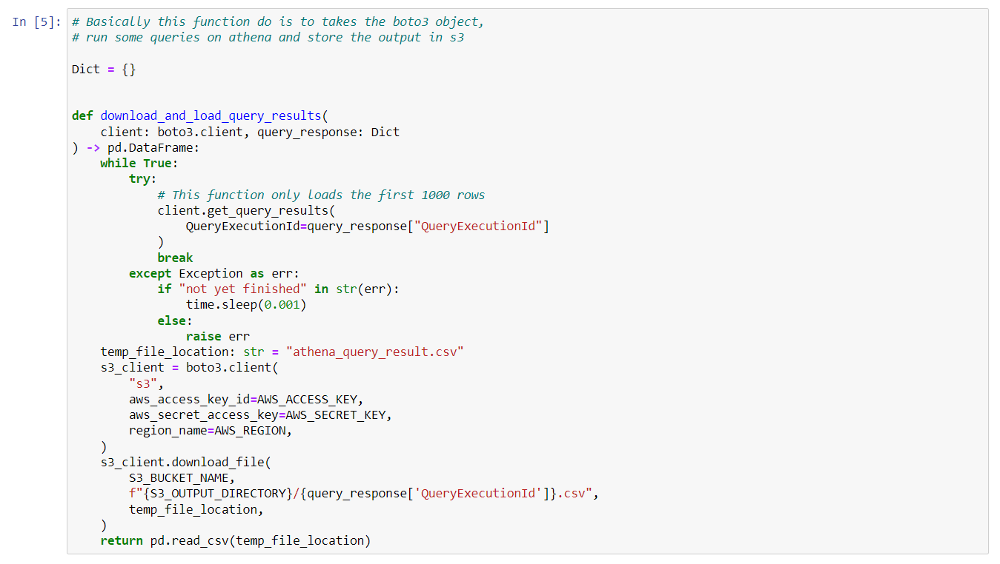 In [5]: # Basically this function do is to takes the boto3 object,
# run some queries on athena and store the output in s3

Dict = {}


def download_and_load_query_results(
    client: boto3.client, query_response: Dict
) -> pd.DataFrame:
    while True:
        try:
            # This function only loads the first 1000 rows
            client.get_query_results(
                QueryExecutionId=query_response["QueryExecutionId"]
            )
            break
        except Exception as err:
            if "not yet finished" in str(err):
                time.sleep(0.001)
            else:
                raise err
    temp_file_location: str = "athena_query_result.csv"
    s3_client = boto3.client(
        "s3",
        aws_access_key_id=AWS_ACCESS_KEY,
        aws_secret_access_key=AWS_SECRET_KEY,
        region_name=AWS_REGION,
    )
    s3_client.download_file(
        S3_BUCKET_NAME,
        f"{S3_OUTPUT_DIRECTORY}/{query_response['QueryExecutionId']}.csv",
        temp_file_location,
    )
    return pd.read_csv(temp_file_location)